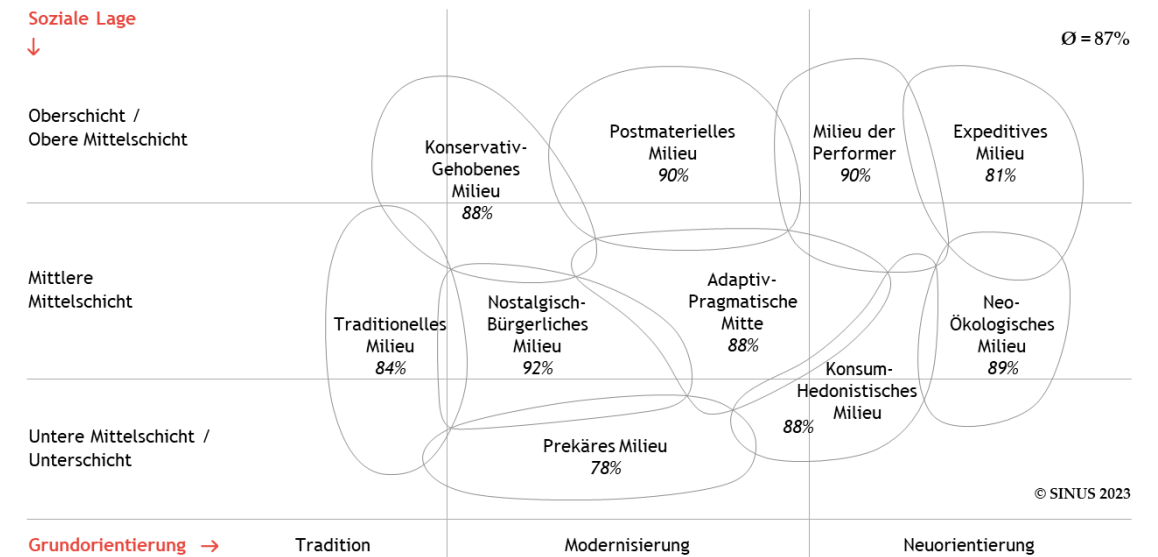 Soziale Lage
↓
Ø = 87%
Oberschicht /
Obere Mittelschicht
Konservativ-
Gehobenes
Milieu
88%
Postmaterielles
Milieu
90%
Milieu der
Performer
90%
Expeditives
Milieu
81%
Mittlere
Mittelschicht
Traditionelles
Milieu
84%
Nostalgisch-
Bürgerliches
Milieu
92%
Adaptiv-
Pragmatische
Mitte
88%
Neo-
Ökologisches
Milieu
89%
Konsum-
Hedonistisches
Milieu
88%
Untere Mittelschicht /
Unterschicht
Prekäres Milieu
78%
© SINUS 2023
Grundorientierung →
Tradition
Modernisierung
Neuorientierung